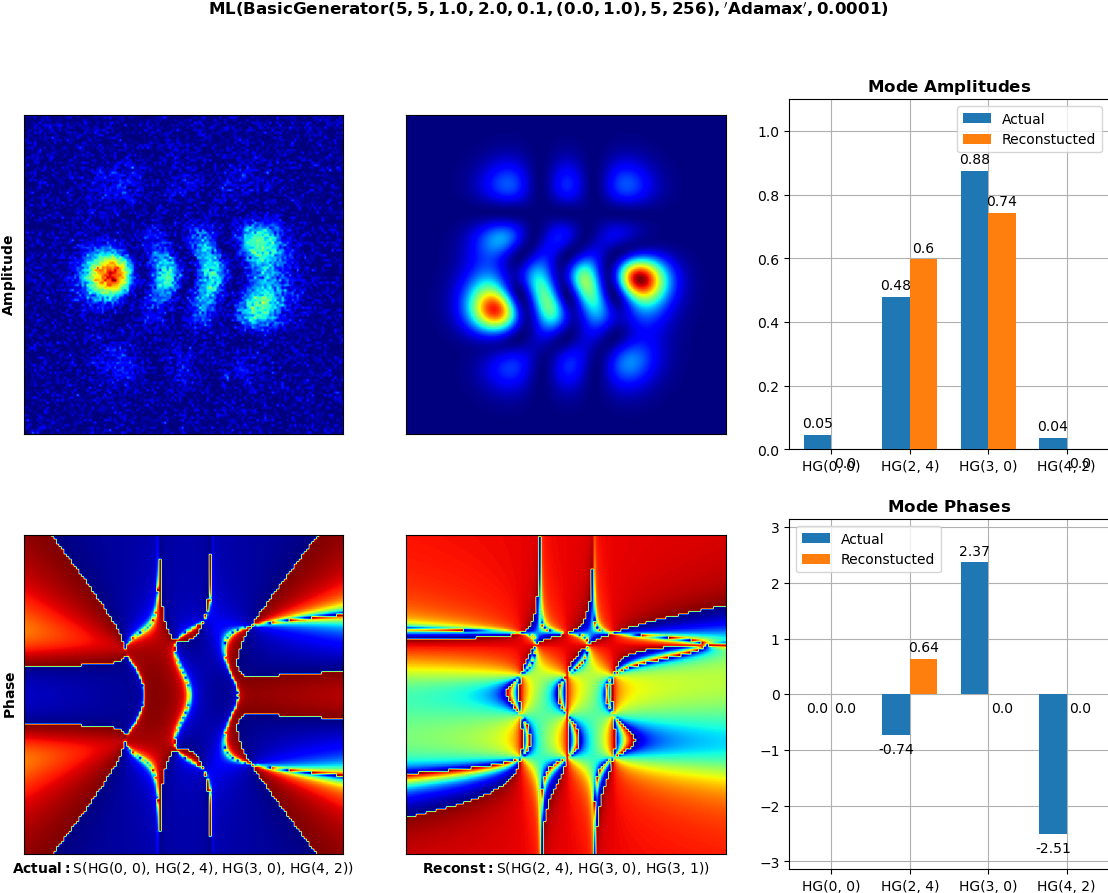 ML(BasicGenerator(5, 5, 1.0, 2.0, 0.1, (0.0, 1.0), 5, 256), 'Adamax', 0.0001)
Amplitude
Mode Amplitudes
Actual
Reconstucted
1.0
0.8
0.6
0.4
0.2
0.0
0.05
0.0
0.48
0.6
0.88
0.74
0.04
0.0
HG(0, 0)
HG(2, 4)
HG(3, 0)
HG(4, 2)
Phase
Actual: S(HG(0, 0), HG(2, 4), HG(3, 0), HG(4, 2))
Reconst: S(HG(2, 4), HG(3, 0), HG(3, 1))
Mode Phases
Actual
Reconstucted
3
2
1
0
−1
−2
−3
0.0
0.0
-0.74
0.64
2.37
0.0
-2.51
0.0
HG(0, 0)
HG(2, 4)
HG(3, 0)
HG(4, 2)